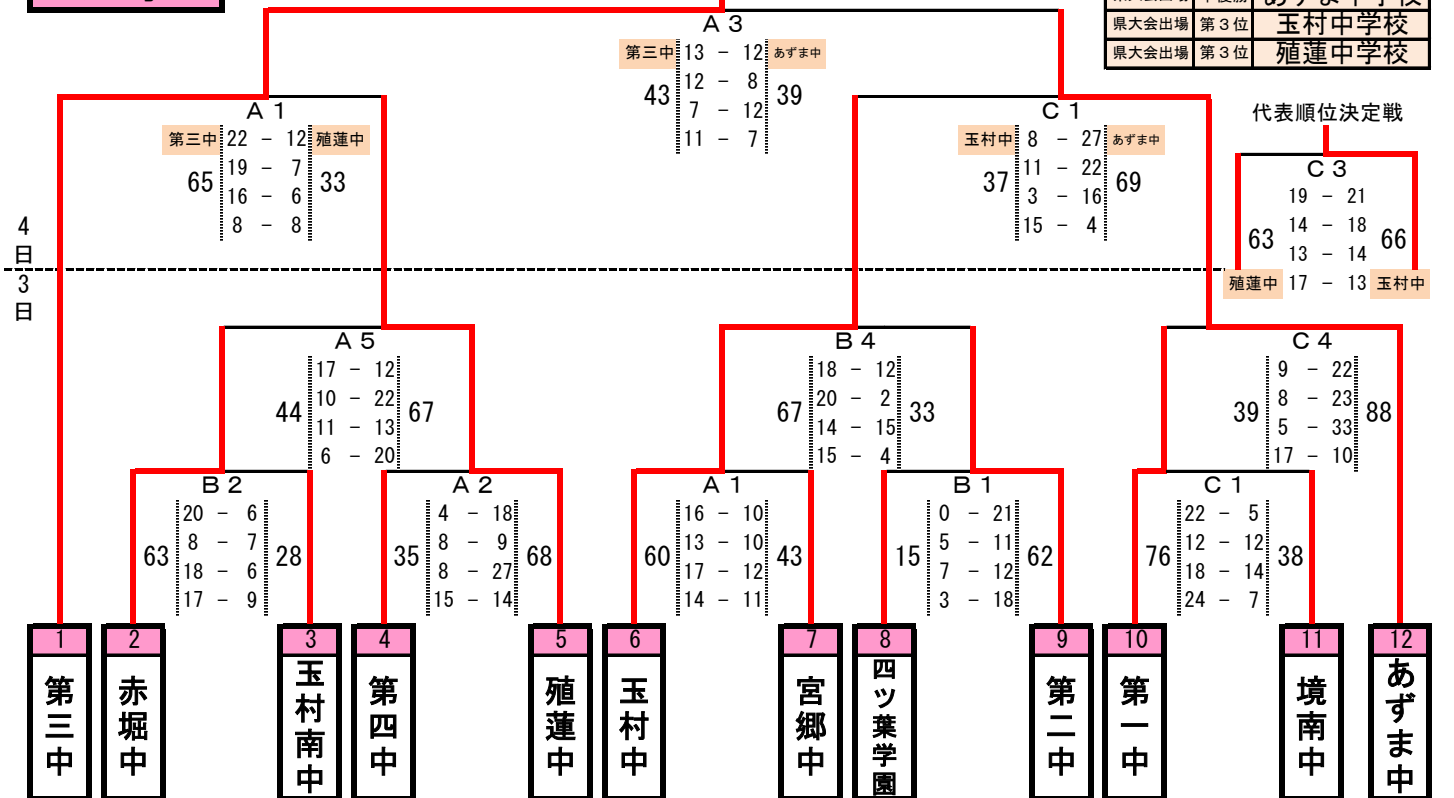 あずま中学校
県大会出場 第3位 玉村中学校
県大会出場 第3位 殖蓮中学校
A3
第三中 13 － 12 あずま中
12 － 8
43 39
7 － 12
11 － 7
A1
第三中 22 － 12 殖蓮中
19 － 7
65 33
16 － 6
8 － 8
C1
玉村中 8 － 27 あずま中
11 － 22
37 69
3 － 16
15 － 4
代表順位決定戦
C3
19 － 21
14 － 18
63 66
13 － 14
殖蓮中 17 － 13 玉村中
4日
3日
A5
17 － 12
10 － 22
44 67
11 － 13
6 － 20
B4
18 － 12
20 － 2
67 33
14 － 15
15 － 4
C4
9 － 22
8 － 23
39 88
5 － 33
17 － 10
B2
20 － 6
8 － 7
63 28
18 － 6
17 － 9
A2
4 － 18
8 － 9
35 68
8 － 27
15 － 14
A1
16 － 10
13 － 10
60 43
17 － 12
14 － 11
B1
0 － 21
5 － 11
15 62
7 － 12
3 － 18
C1
22 － 5
12 － 12
76 38
18 － 14
24 － 7
1 第三中
2 赤堀中
3 玉村南中
4 第四中
5 殖蓮中
6 玉村中
7 宮郷中
8 四ツ葉学園
9 第二中
10 第一中
11 境南中
12 あずま中